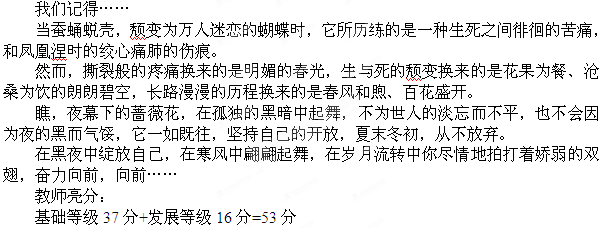 我们记得……
当蚕蛹蜕壳,颓变为万人迷恋的蝴蝶时,它所历练的是一种生死之间徘徊的苦痛,
和凤凰涅时的绞心痛肺的伤痕。
然而,撕裂般的疼痛换来的是明媚的春光,生与死的颓变换来的是花果为餐、沧
桑为饮的朗朗碧空,长路漫漫的历程换来的是春风和煦、百花盛开。
瞧,夜幕下的蔷薇花,在孤独的黑暗中起舞,不为世人的淡忘而不平,也不会因
为夜的黑而气馁,它一如既往,坚持自己的开放,夏末冬初,从不放弃。
在黑夜中绽放自己,在寒风中翩翩起舞,在岁月流转中你尽情地拍打着娇弱的双
翅,奋力向前,向前……
教师亮分:
基础等级 37 分+发展等级 16 分=53 分